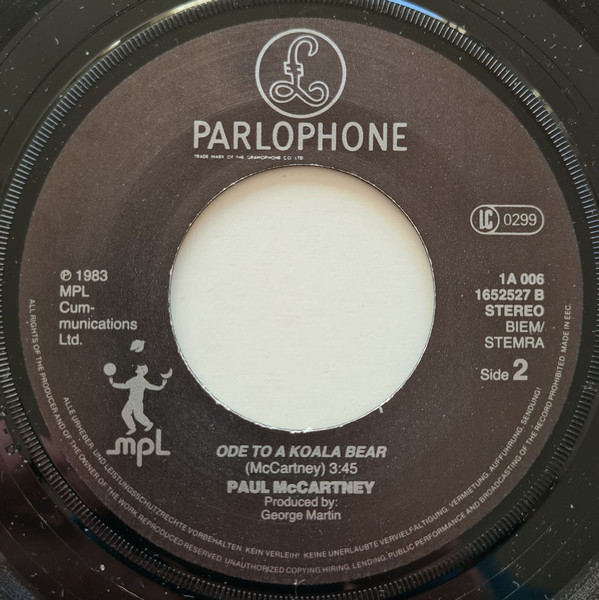 £
PARLOPHONE
TRADE MARK OF THE GRAMOPHONE CO LTD
LC 0299
℗ 1983
MPL
Cum-
munications
Ltd.
1A 006
1652527 B
STEREO
BIEM/
STEMRA
Side 2
mpL
ODE TO A KOALA BEAR
(McCartney) 3:45
PAUL McCARTNEY
Produced by:
George Martin
ALLE URHEBER UND LEISTUNGSSCHUTZRECHTE VORBEHALTEN. KEIN VERLEIH! KEINE UNERLAUBTE VERVIELFÄLTIGUNG, VERMIETUNG, AUFFÜHRUNG, SENDUNG!
ALL RIGHTS OF THE PRODUCER AND OF THE OWNER OF THE WORK REPRODUCED RESERVED. UNAUTHORIZED COPYING, HIRING, LENDING, PUBLIC PERFORMANCE AND BROADCASTING OF THE RECORD PROHIBITED. MADE IN EEC.